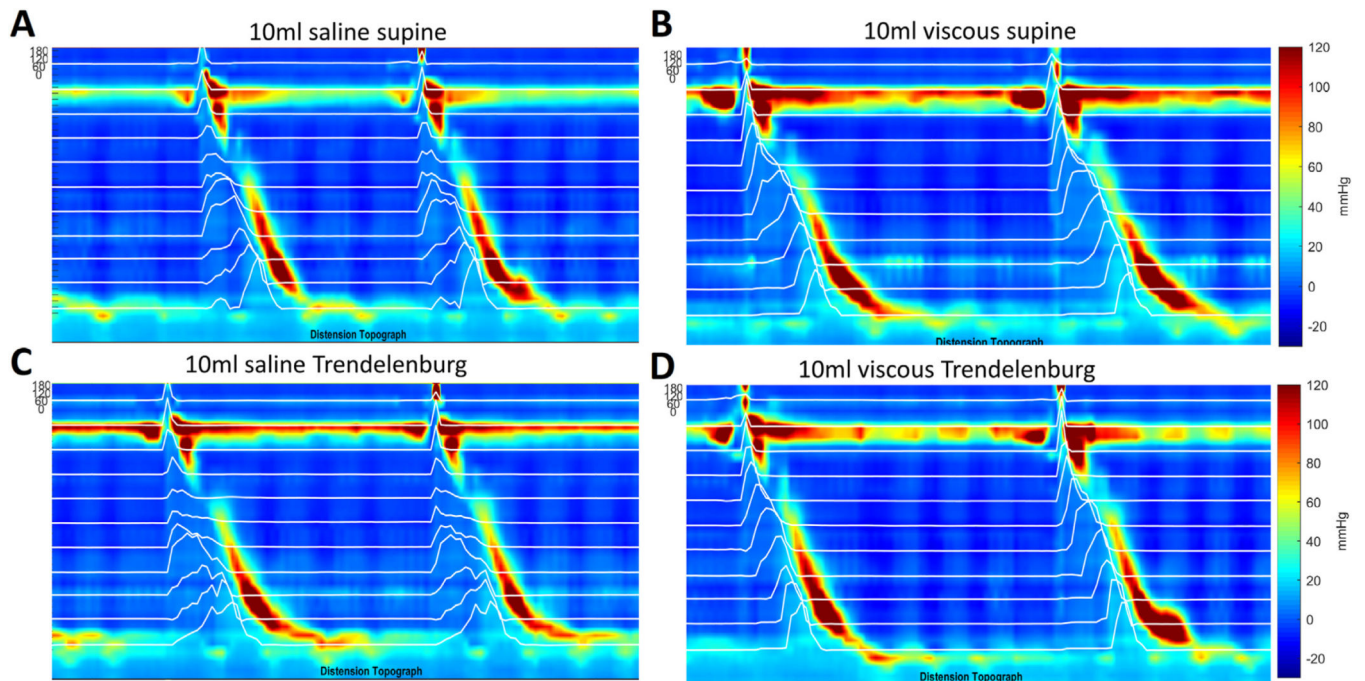 A
10ml saline supine
180
120
60
0
Distension Topograph
B
10ml viscous supine
180
120
60
0
Distension Topograph
120
100
80
60
40
20
0
-20
mmHg
C
10ml saline Trendelenburg
180
120
60
0
Distension Topograph
D
10ml viscous Trendelenburg
180
120
60
0
Distension Topograph
120
100
80
60
40
20
0
-20
mmHg